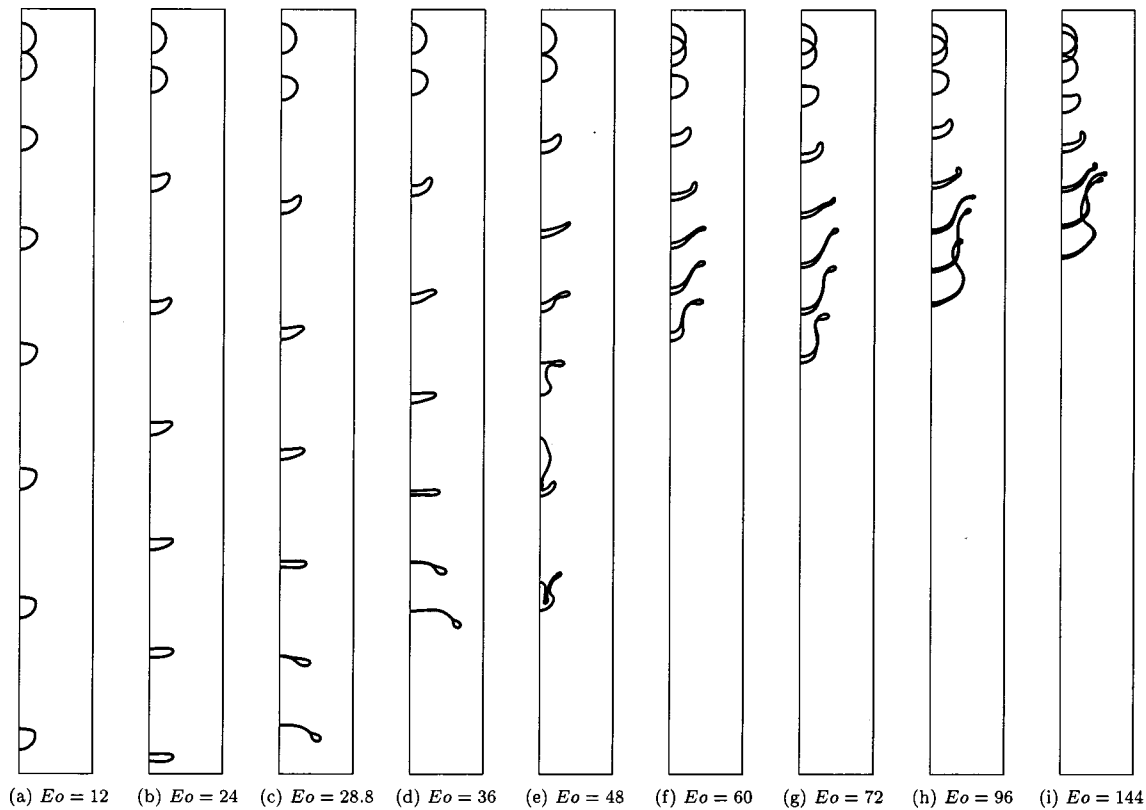 (a) Eo = 12 (b) Eo = 24 (c) Eo = 28.8 (d) Eo = 36 (e) Eo = 48 (f) Eo = 60 (g) Eo = 72 (h) Eo = 96 (i) Eo = 144